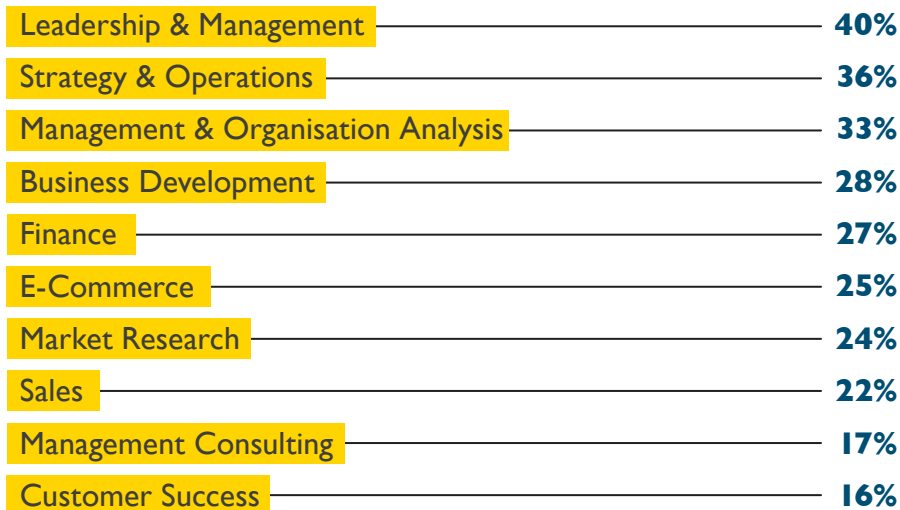 Leadership & Management 40%
Strategy & Operations 36%
Management & Organisation Analysis 33%
Business Development 28%
Finance 27%
E-Commerce 25%
Market Research 24%
Sales 22%
Management Consulting 17%
Customer Success 16%